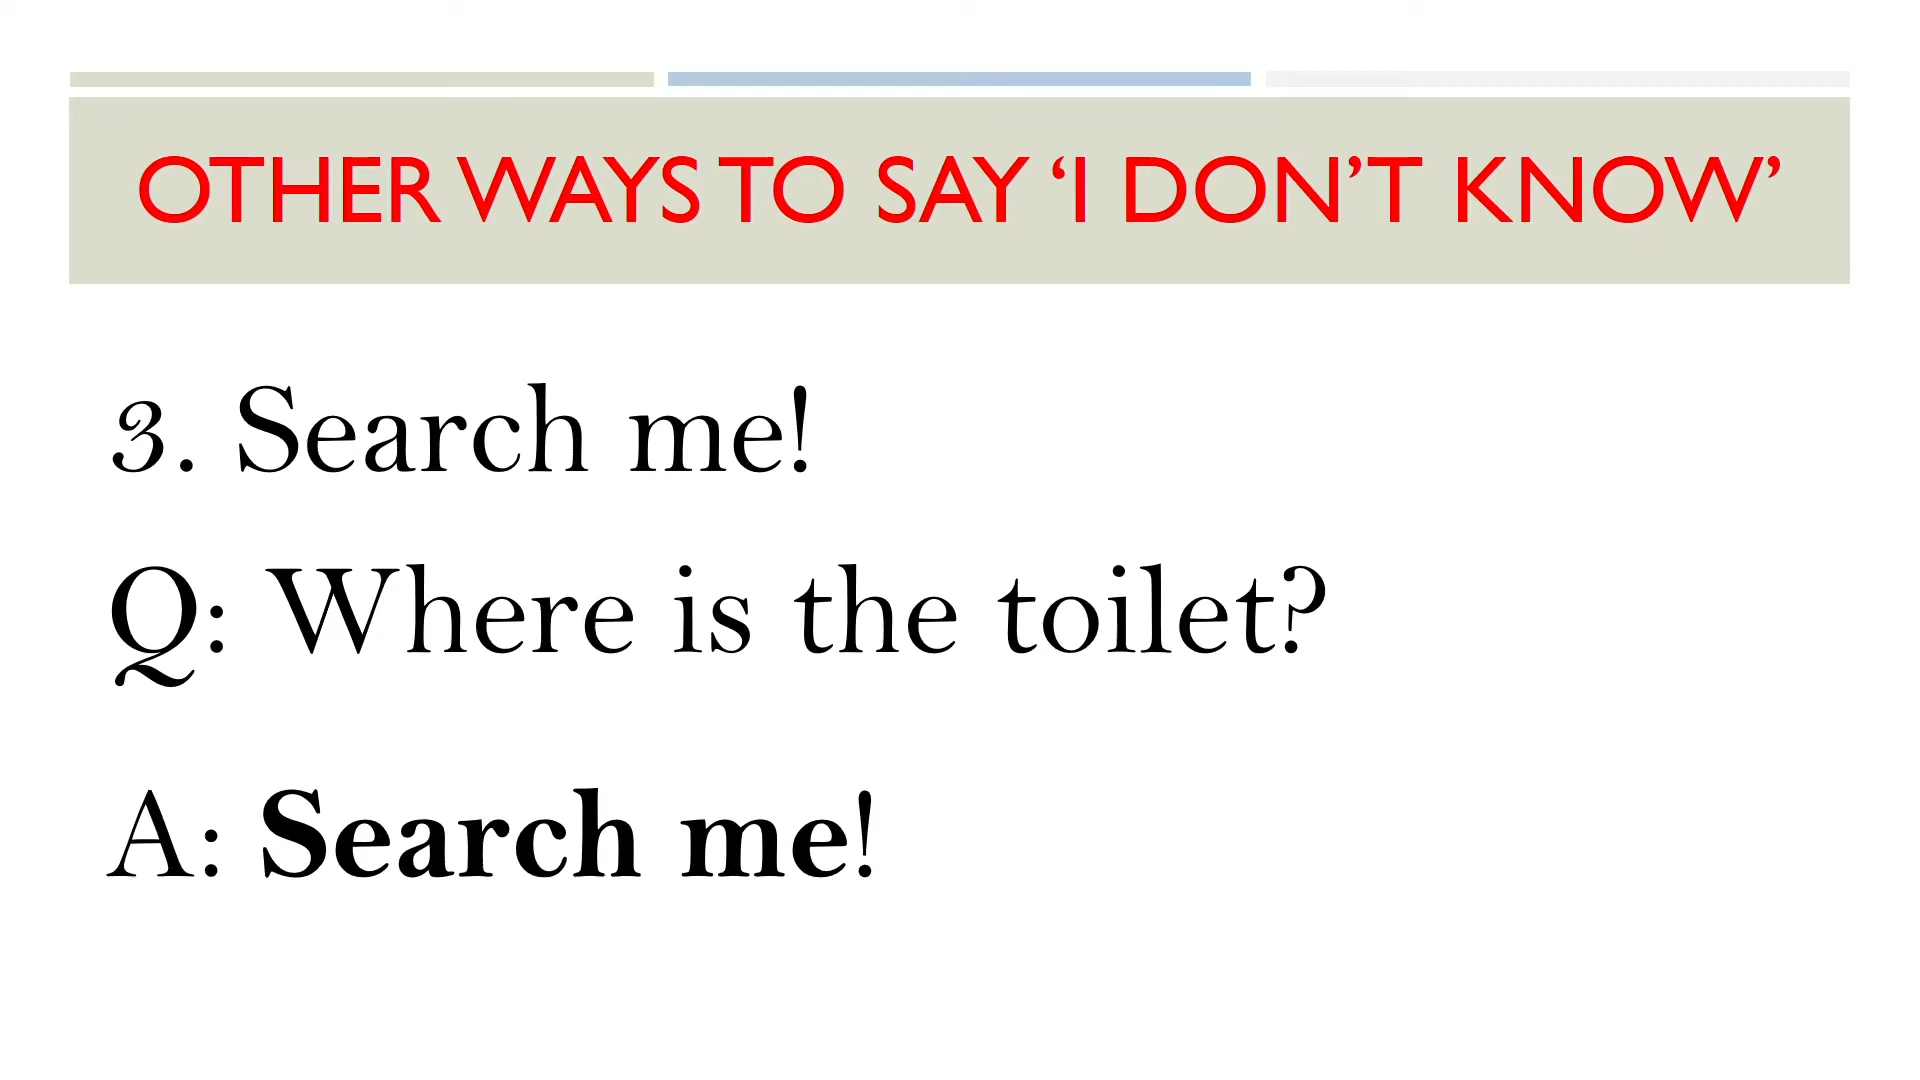 OTHER WAYS TO SAY ‘I DON’T KNOW’
3. Search me!
Q: Where is the toilet?
A: Search me!